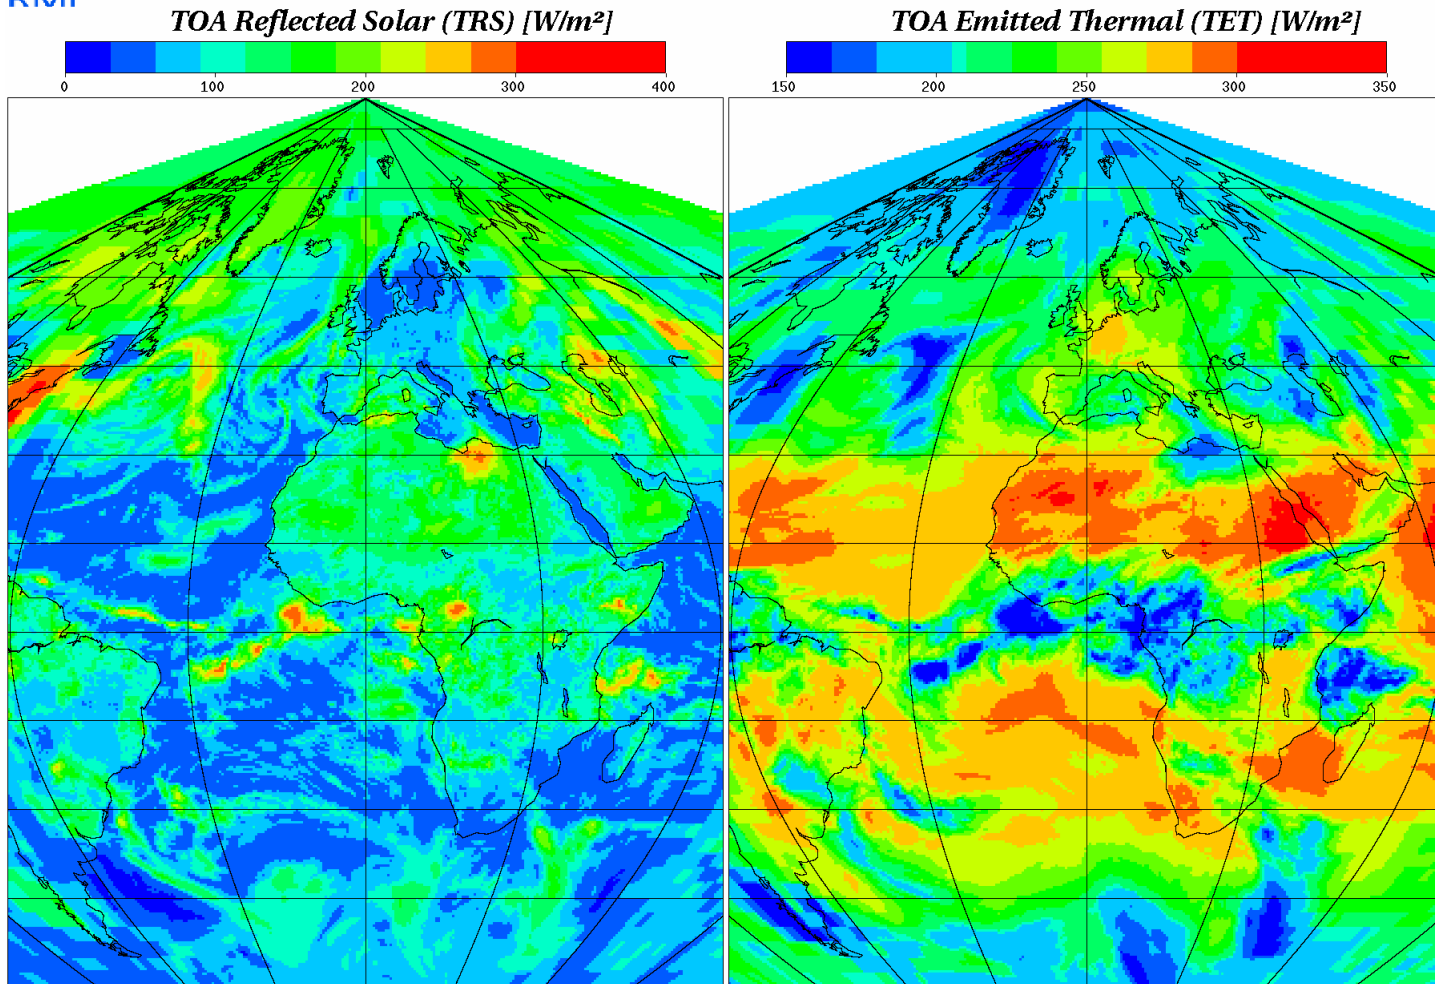 TOA Reflected Solar (TRS) [W/m²]
0 100 200 300 400
TOA Emitted Thermal (TET) [W/m²]
150 200 250 300 350